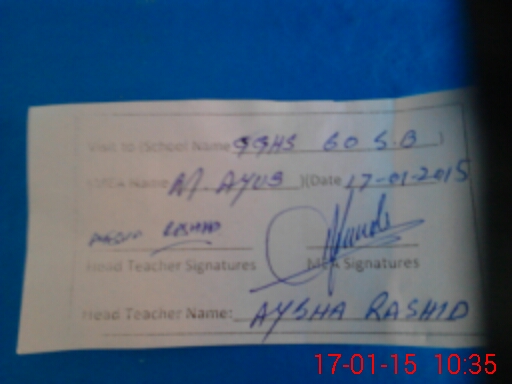 Visit to (School Name GGHS 60 S.B )
(MEA Name M. AYUB )(Date 17-01-2015
RASHID
Head Teacher Signatures MEA Signatures
Head Teacher Name: AYSHA RASHID
17-01-15 10:35